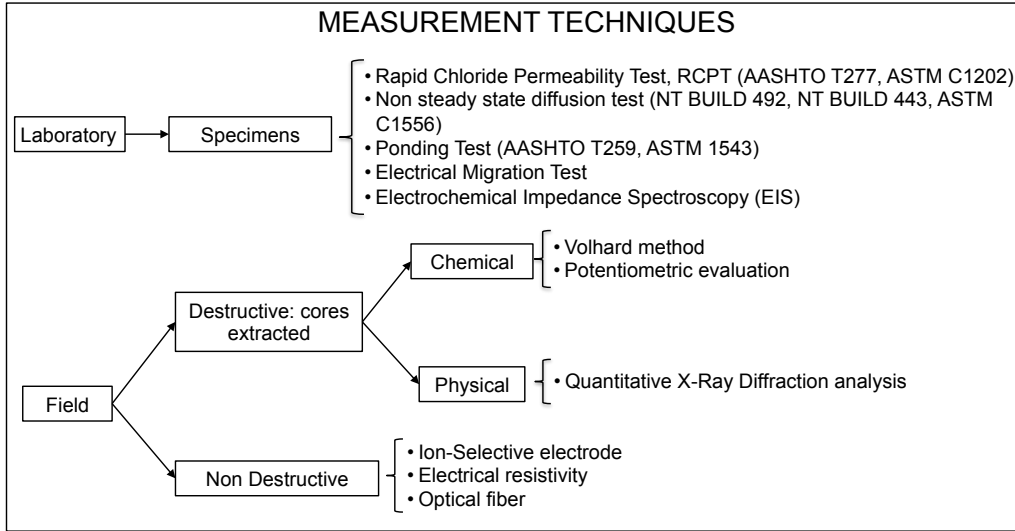 MEASUREMENT TECHNIQUES
Laboratory
Specimens
• Rapid Chloride Permeability Test, RCPT (AASHTO T277, ASTM C1202)
• Non steady state diffusion test (NT BUILD 492, NT BUILD 443, ASTM
C1556)
• Ponding Test (AASHTO T259, ASTM 1543)
• Electrical Migration Test
• Electrochemical Impedance Spectroscopy (EIS)
Field
Destructive: cores
extracted
Chemical
• Volhard method
• Potentiometric evaluation
Physical
• Quantitative X-Ray Diffraction analysis
Non Destructive
• Ion-Selective electrode
• Electrical resistivity
• Optical fiber